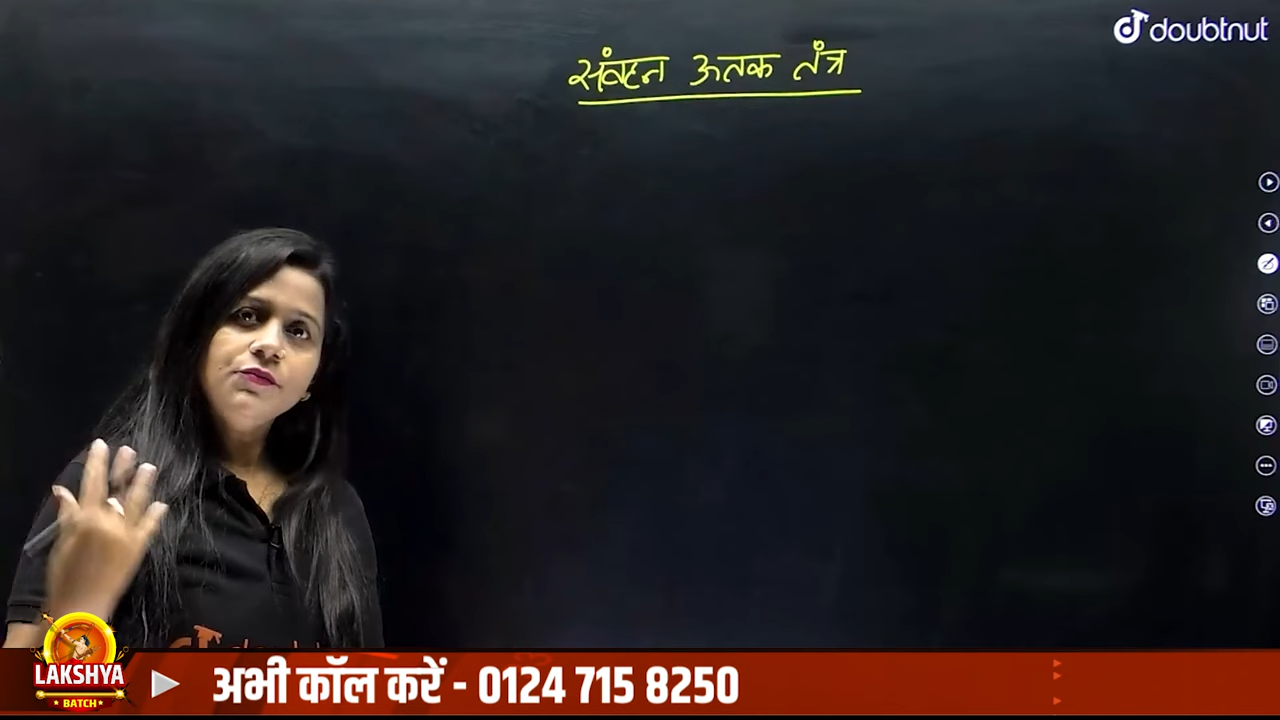 doubtnut
संवहन ऊतक तंत्र
LAKSHYA
BATCH
अभी कॉल करें - 0124 715 8250